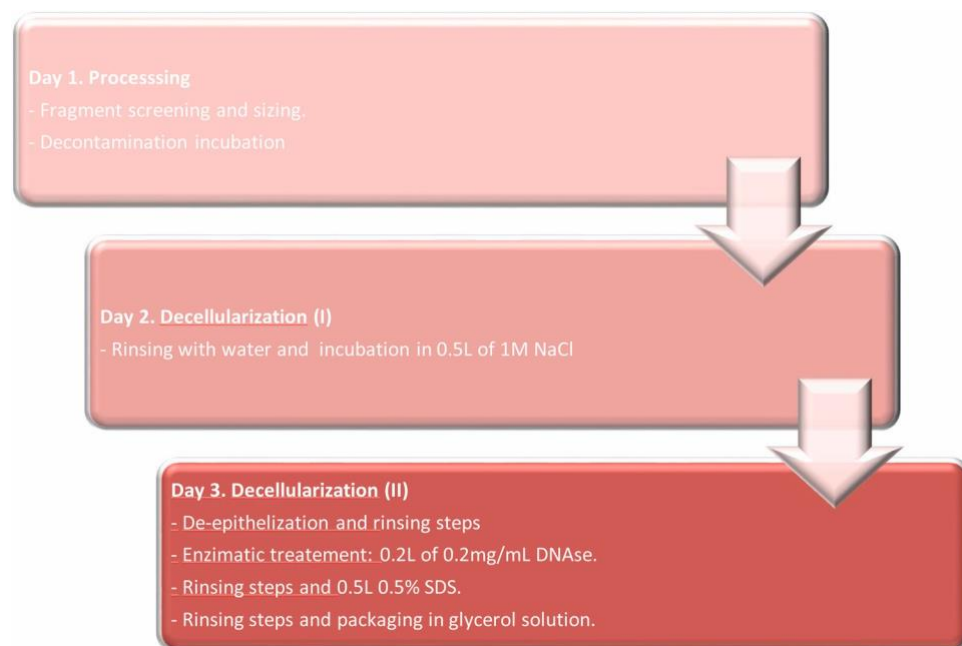 Day 1. Processsing
- Fragment screening and sizing.
- Decontamination incubation
Day 2. Decellularization (I)
- Rinsing with water and incubation in 0.5L of 1M NaCl
Day 3. Decellularization (II)
- De-epithelization and rinsing steps
- Enzimatic treatement: 0.2L of 0.2mg/mL DNAse.
- Rinsing steps and 0.5L 0.5% SDS.
- Rinsing steps and packaging in glycerol solution.